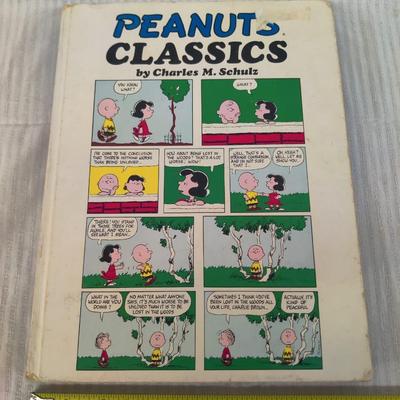 PEANUTS
CLASSICS
by Charles M. Schulz
YOU KNOW
WHAT?
WHAT?
I'VE COME TO THE CONCLUSION
THAT THERE'S NOTHING WORSE
THAN BEING UNLOVED...
HOW ABOUT BEING LOST IN
THE WOODS? THAT'S A LOT
WORSE, WOW!
WELL, THAT'S A
STRANGE COMPARISON,
AND I'M NOT SURE
THAT I...
OH, YEAH?
WELL, LET ME
SHOW YOU...
THERE! YOU STAND
IN THOSE TREES FOR
AWHILE, AND YOU'LL
SEE WHAT I MEAN...
WHAT IN THE
WORLD ARE YOU
DOING?
NO MATTER WHAT ANYONE
SAYS, IT'S MUCH WORSE TO BE
UNLOVED THAN IT IS TO BE
LOST IN THE WOODS
SOMETIMES I THINK YOU'VE
BEEN LOST IN THE WOODS ALL
YOUR LIFE, CHARLIE BROWN...
ACTUALLY, IT'S
KIND OF
PEACEFUL